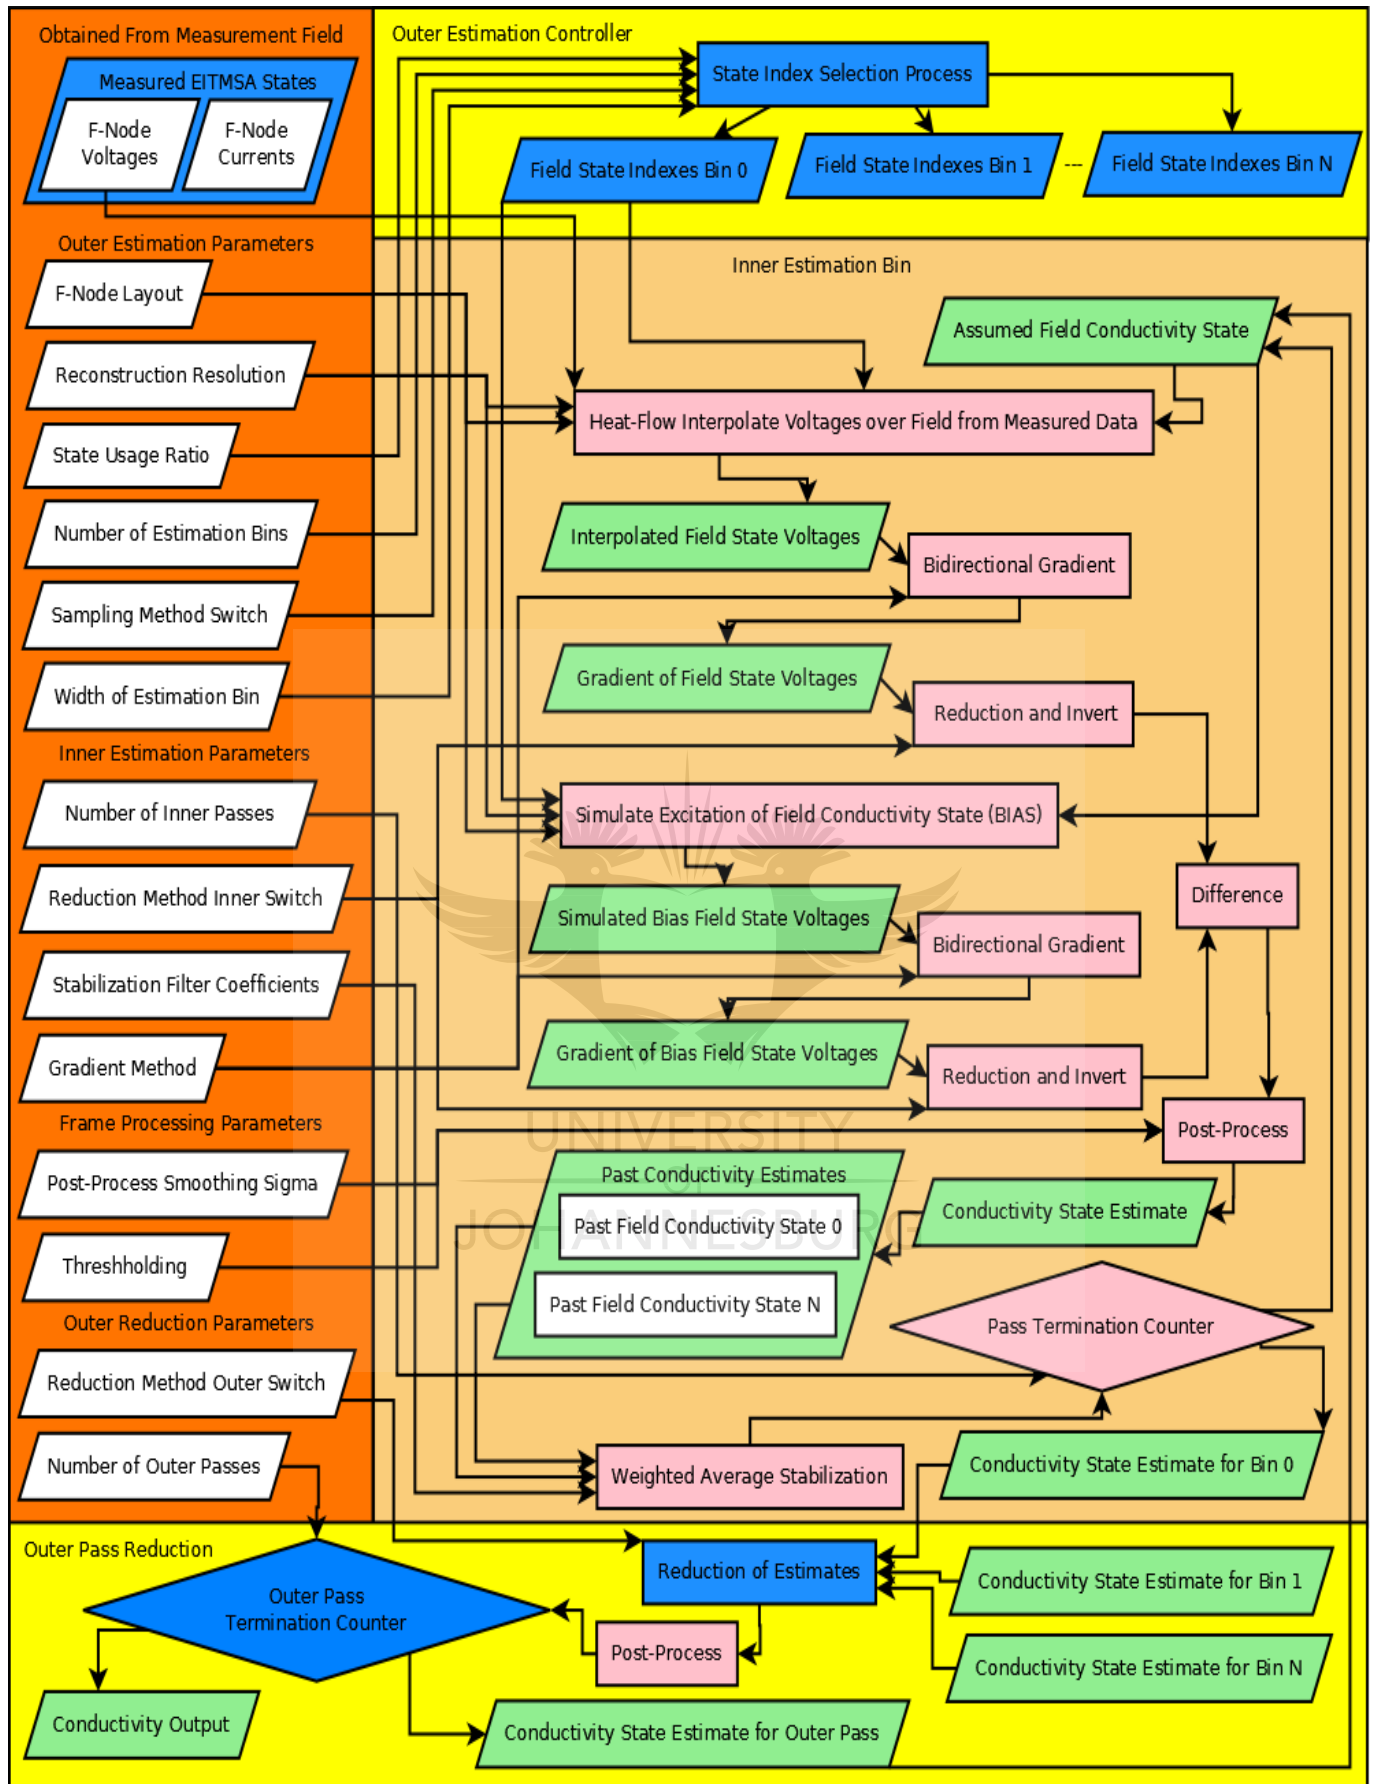 Obtained From Measurement Field
Measured EITMSA States
F-Node
Voltages
F-Node
Currents
Outer Estimation Parameters
F-Node Layout
Reconstruction Resolution
State Usage Ratio
Number of Estimation Bins
Sampling Method Switch
Width of Estimation Bin
Inner Estimation Parameters
Number of Inner Passes
Reduction Method Inner Switch
Stabilization Filter Coefficients
Gradient Method
Frame Processing Parameters
Post-Process Smoothing Sigma
Threshholding
Outer Reduction Parameters
Reduction Method Outer Switch
Number of Outer Passes
Outer Estimation Controller
State Index Selection Process
Field State Indexes Bin 0
Field State Indexes Bin 1
---
Field State Indexes Bin N
Inner Estimation Bin
Assumed Field Conductivity State
Heat-Flow Interpolate Voltages over Field from Measured Data
Interpolated Field State Voltages
Bidirectional Gradient
Gradient of Field State Voltages
Reduction and Invert
Simulate Excitation of Field Conductivity State (BIAS)
Difference
Simulated Bias Field State Voltages
Bidirectional Gradient
Gradient of Bias Field State Voltages
Reduction and Invert
UNIVERSITY
OF
JOHANNESBURG
Post-Process
Past Conductivity Estimates
Past Field Conductivity State 0
Past Field Conductivity State N
Conductivity State Estimate
Pass Termination Counter
Weighted Average Stabilization
Conductivity State Estimate for Bin 0
Outer Pass Reduction
Outer Pass
Termination Counter
Reduction of Estimates
Post-Process
Conductivity State Estimate for Bin 1
Conductivity State Estimate for Bin N
Conductivity Output
Conductivity State Estimate for Outer Pass